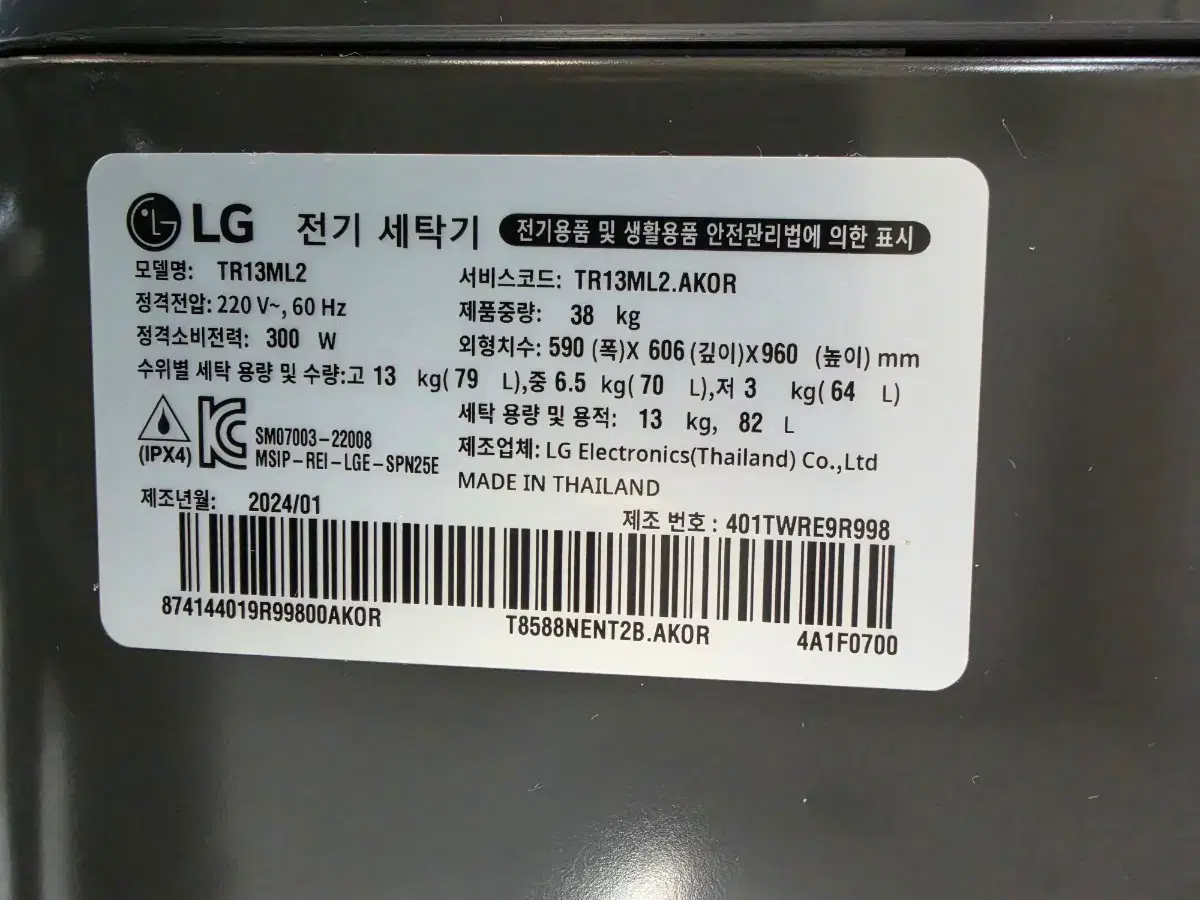 LG 전기 세탁기 전기용품 및 생활용품 안전관리법에 의한 표시
모델명: TR13ML2
서비스코드: TR13ML2.AKOR
정격전압: 220 V~, 60 Hz
제품중량: 38 kg
정격소비전력: 300 W
외형치수: 590 (폭)X 606 (깊이)X 960 (높이) mm
수위별 세탁 용량 및 수량:고 13 kg( 79 L),중 6.5 kg( 70 L),저 3 kg( 64 L)
세탁 용량 및 용적: 13 kg, 82 L
(IPX4)
SM07003-22008
MSIP-REI-LGE-SPN25E
제조업체: LG Electronics(Thailand) Co.,Ltd
MADE IN THAILAND
제조년월: 2024/01
제조 번호 : 401TWRE9R998
874144019R99800AKOR
T8588NENT2B.AKOR
4A1F0700